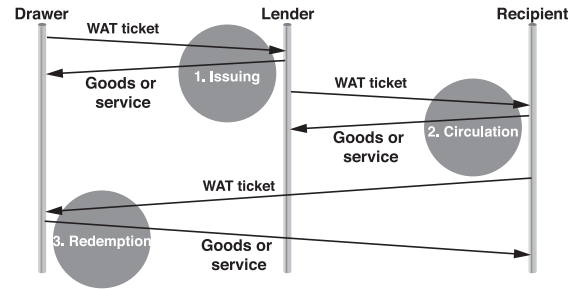 Drawer Lender Recipient
WAT ticket
1. Issuing
Goods or
service
WAT ticket
2. Circulation
Goods or
service
WAT ticket
3. Redemption
Goods or
service